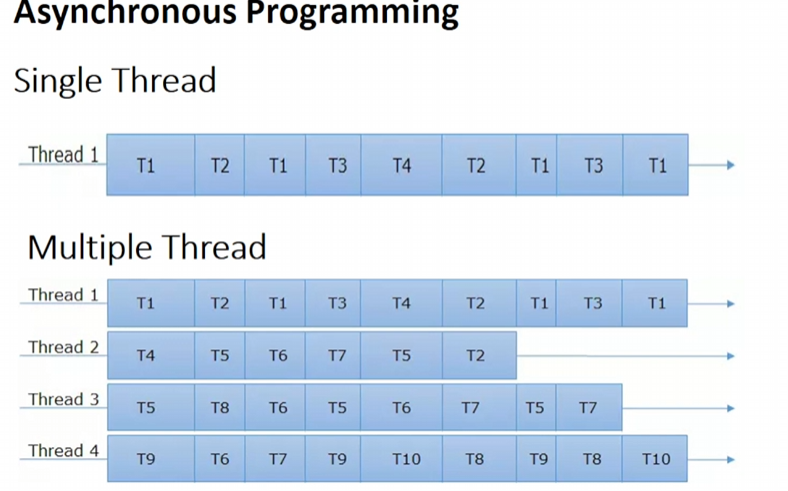 Asynchronous Programming
Single Thread
Thread 1 T1 T2 T1 T3 T4 T2 T1 T3 T1
Multiple Thread
Thread 1 T1 T2 T1 T3 T4 T2 T1 T3 T1
Thread 2 T4 T5 T6 T7 T5 T2
Thread 3 T5 T8 T6 T5 T6 T7 T5 T7
Thread 4 T9 T6 T7 T9 T10 T8 T9 T8 T10